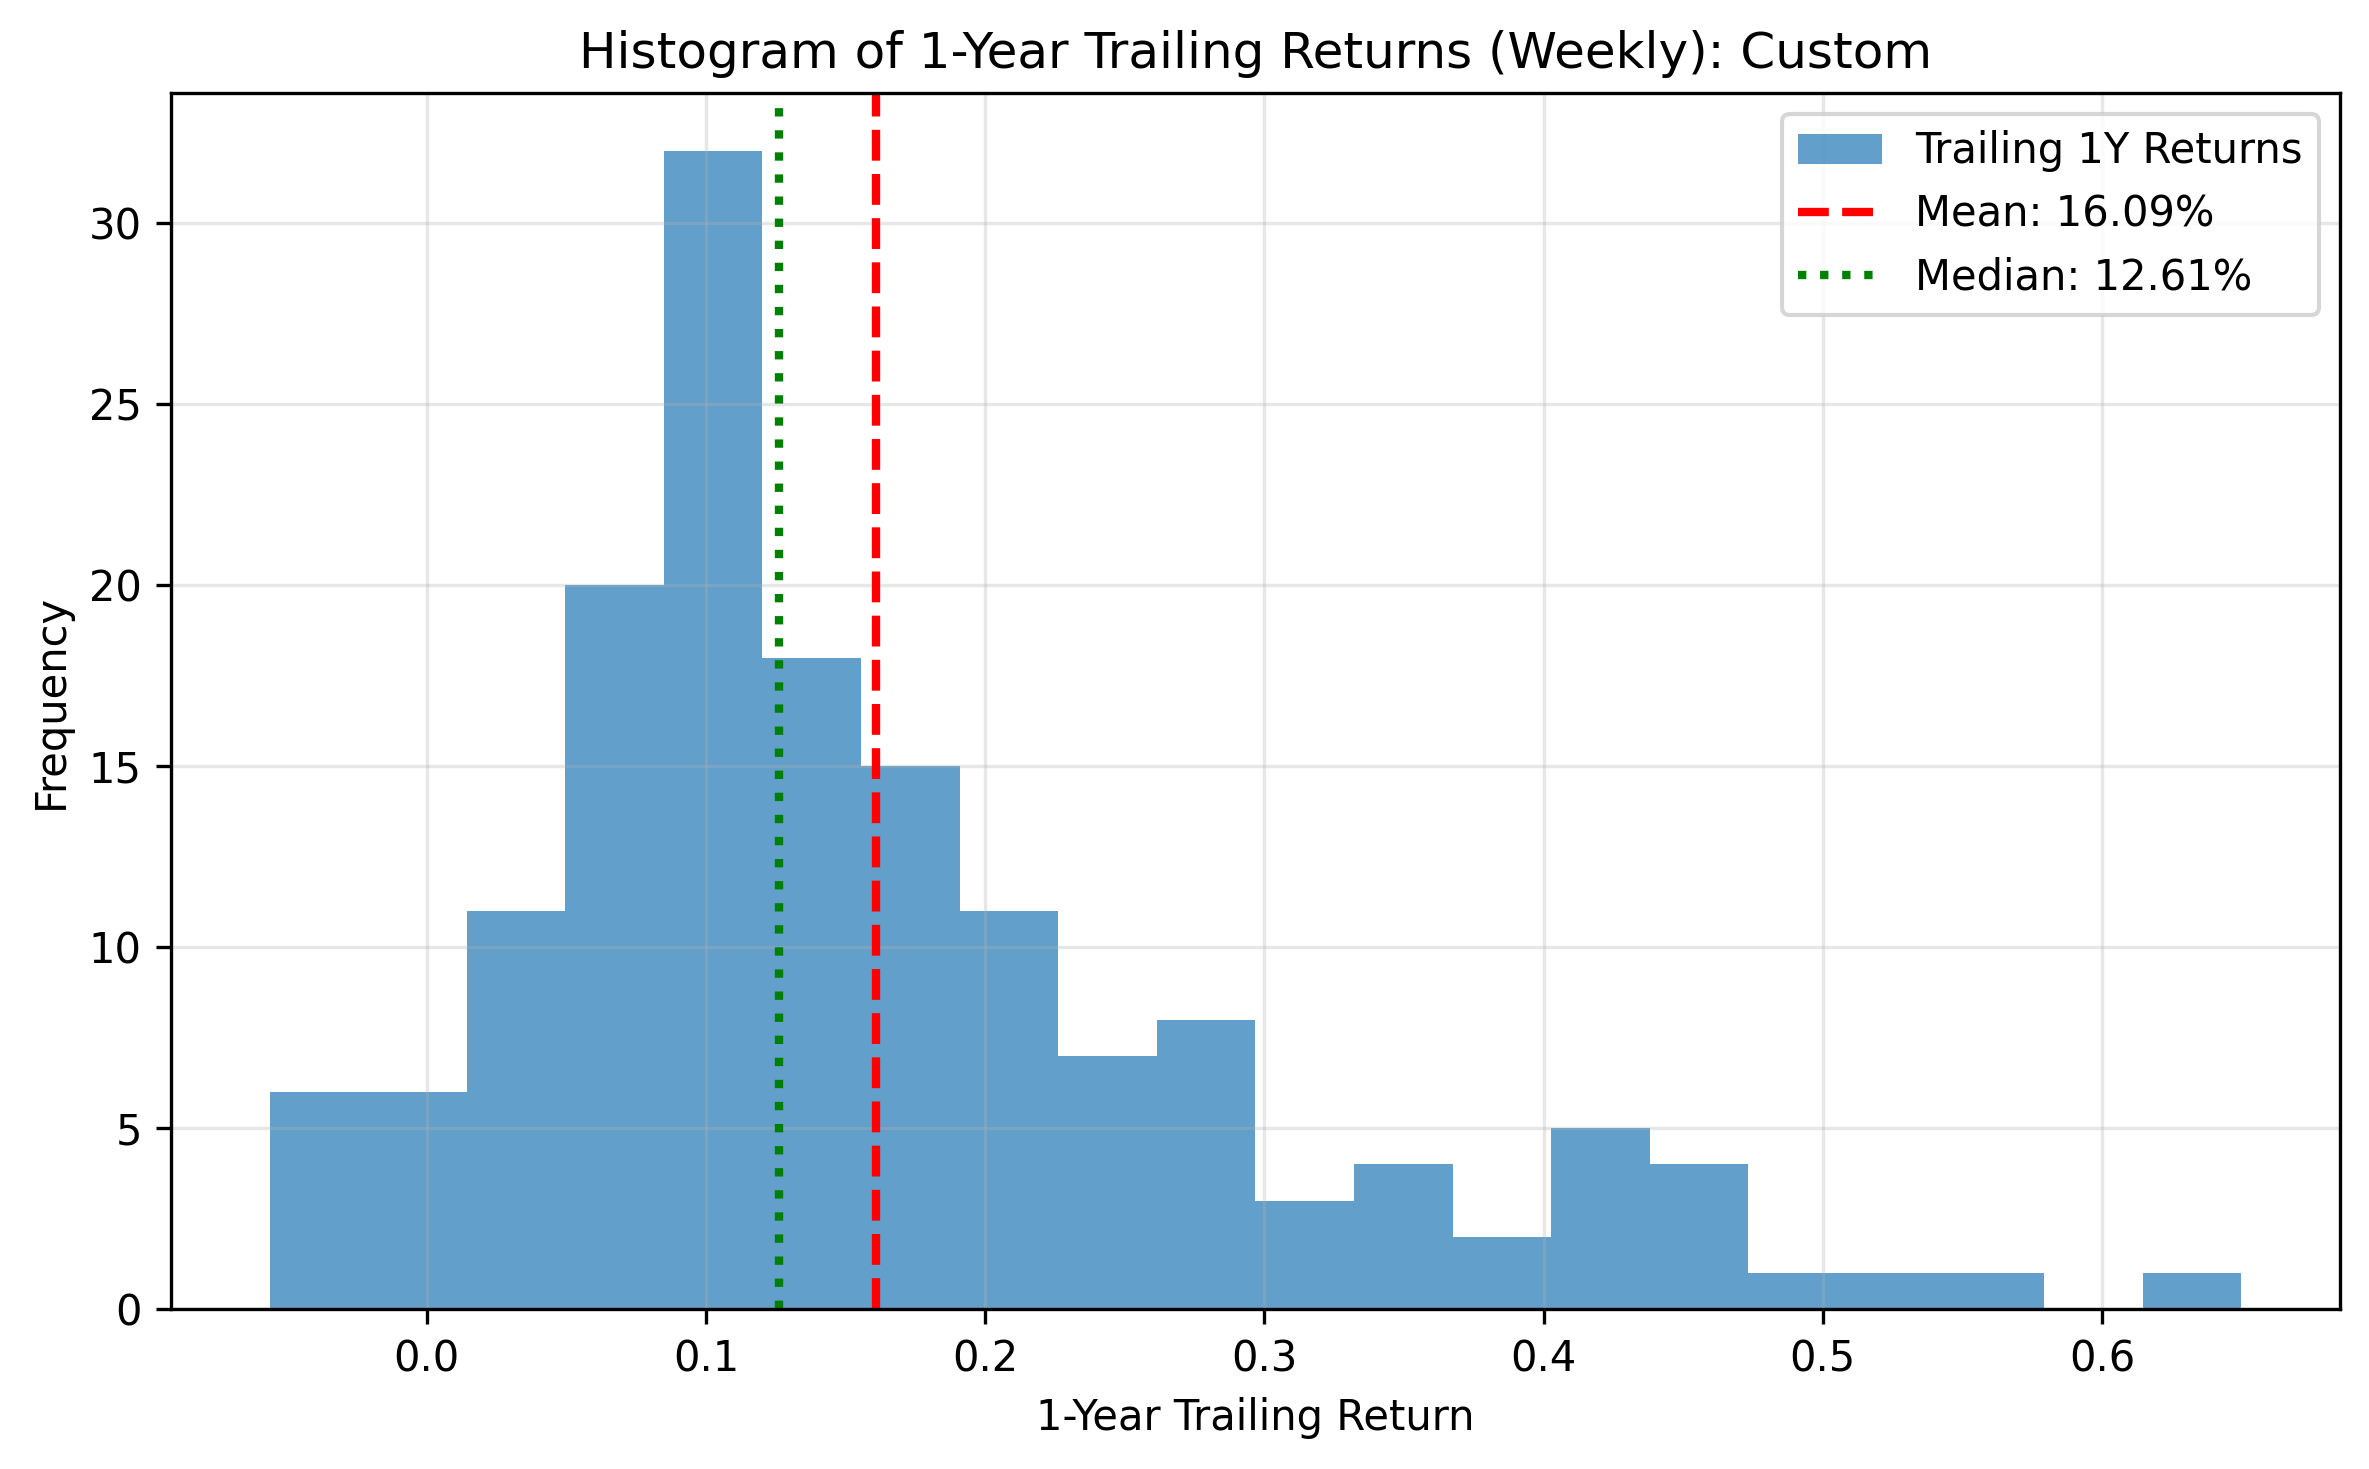 Histogram of 1-Year Trailing Returns (Weekly): Custom
Trailing 1Y Returns
Mean: 16.09%
Median: 12.61%
Frequency
30
25
20
15
10
5
0
0.0 0.1 0.2 0.3 0.4 0.5 0.6
1-Year Trailing Return